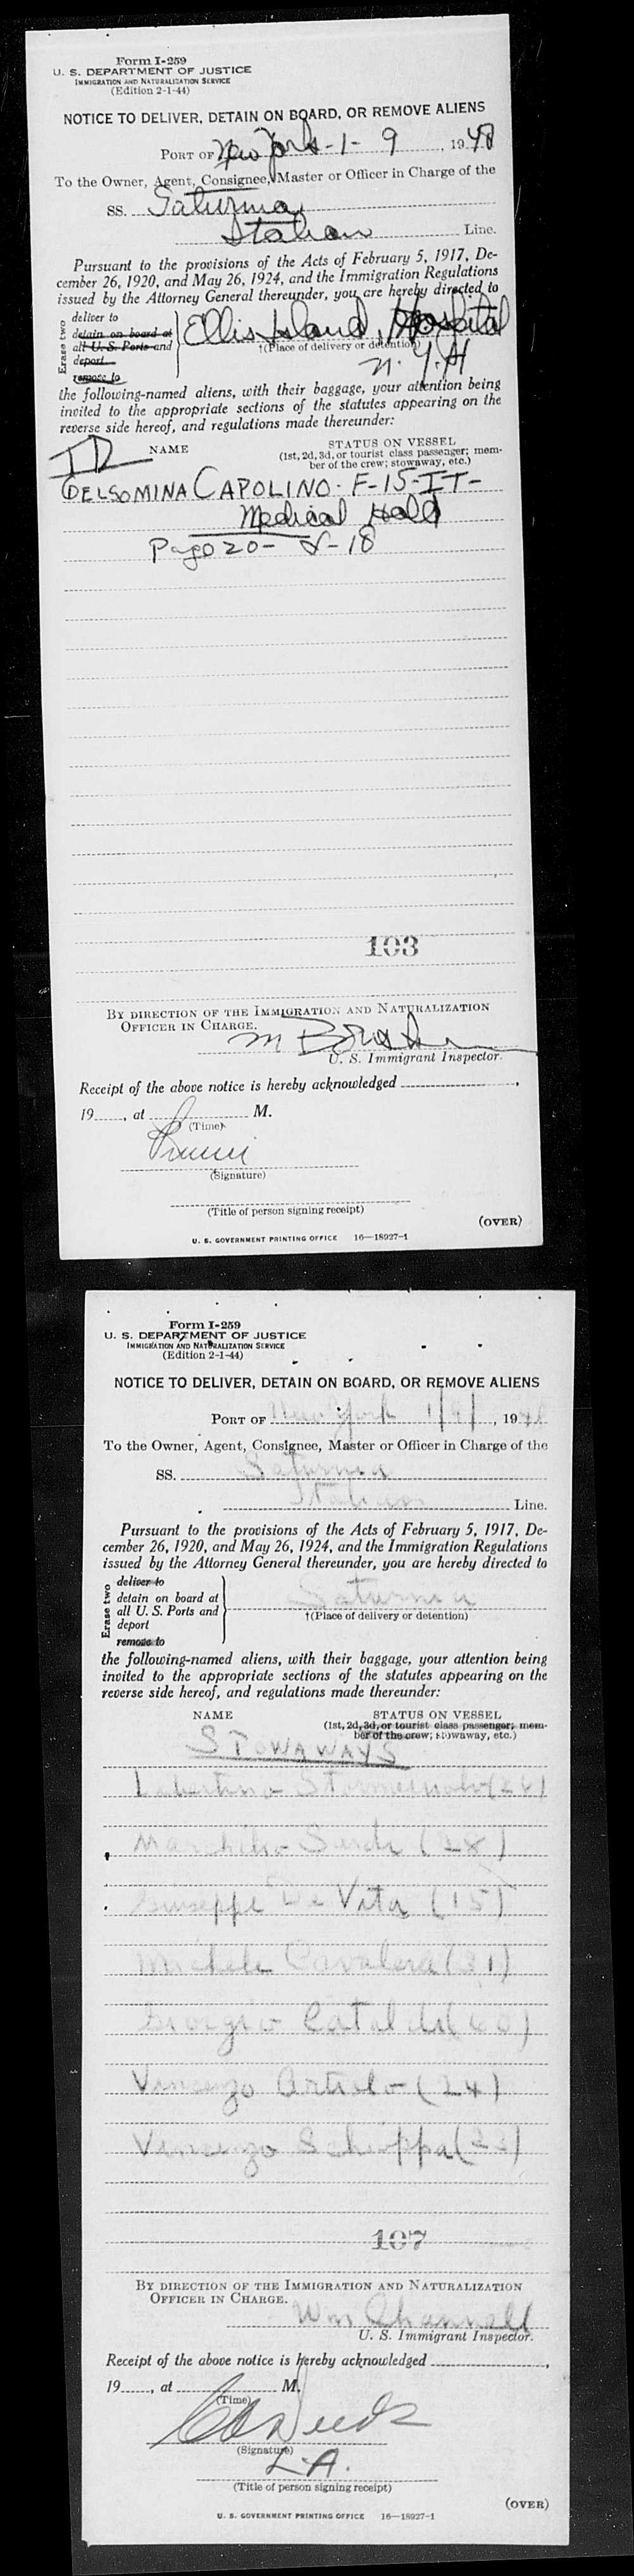 Form I-259
U. S. DEPARTMENT OF JUSTICE
IMMIGRATION AND NATURALIZATION SERVICE
(Edition 2-1-44)
NOTICE TO DELIVER, DETAIN ON BOARD, OR REMOVE ALIENS
PORT OF New York - 1 - 9, 1948
To the Owner, Agent, Consignee, Master or Officer in Charge of the
SS. Saturnia
Italian Line.
Pursuant to the provisions of the Acts of February 5, 1917, De-
cember 26, 1920, and May 26, 1924, and the Immigration Regulations
issued by the Attorney General thereunder, you are hereby directed to
Erase two
deliver to
detain on board at
all U. S. Ports and
deport
remove to
Ellis Island, Hospital
†(Place of delivery or detention)
N. Y. H
the following-named aliens, with their baggage, your attention being
invited to the appropriate sections of the statutes appearing on the
reverse side hereof, and regulations made thereunder:
NAME
STATUS ON VESSEL
(1st, 2d, 3d, or tourist class passenger; mem-
ber of the crew; stowaway, etc.)
GELSOMINA CAPOLINO - F-15-IT-
Medical Hold
Page 20 - 18
103
BY DIRECTION OF THE IMMIGRATION AND NATURALIZATION
OFFICER IN CHARGE.
M
U. S. Immigrant Inspector.
Receipt of the above notice is hereby acknowledged
19, at M.
(Time)
(Signature)
(Title of person signing receipt)
(OVER)
U. S. GOVERNMENT PRINTING OFFICE 16—18927-1
Form I-259
U. S. DEPARTMENT OF JUSTICE
IMMIGRATION AND NATURALIZATION SERVICE
(Edition 2-1-44)
NOTICE TO DELIVER, DETAIN ON BOARD, OR REMOVE ALIENS
PORT OF New York 1/9/, 1948
To the Owner, Agent, Consignee, Master or Officer in Charge of the
SS. Saturnia
Italian Line.
Pursuant to the provisions of the Acts of February 5, 1917, De-
cember 26, 1920, and May 26, 1924, and the Immigration Regulations
issued by the Attorney General thereunder, you are hereby directed to
Erase two
deliver to
detain on board at
all U. S. Ports and
deport
remove to
Saturnia
†(Place of delivery or detention)
the following-named aliens, with their baggage, your attention being
invited to the appropriate sections of the statutes appearing on the
reverse side hereof, and regulations made thereunder:
NAME
STATUS ON VESSEL
(1st, 2d, 3d, or tourist class passenger; mem-
ber of the crew; stowaway, etc.)
STOWAWAYS
(28)
Giuseppe De Vita (15)
Michele Cavalera (31)
Giorgio
Vincenzo (24)
Vincenzo Schiappa
107
BY DIRECTION OF THE IMMIGRATION AND NATURALIZATION
OFFICER IN CHARGE.
Wm Channell
U. S. Immigrant Inspector.
Receipt of the above notice is hereby acknowledged
19, at M.
(Time)
(Signature)
L.A.
(Title of person signing receipt)
(OVER)
U. S. GOVERNMENT PRINTING OFFICE 16—18927-1